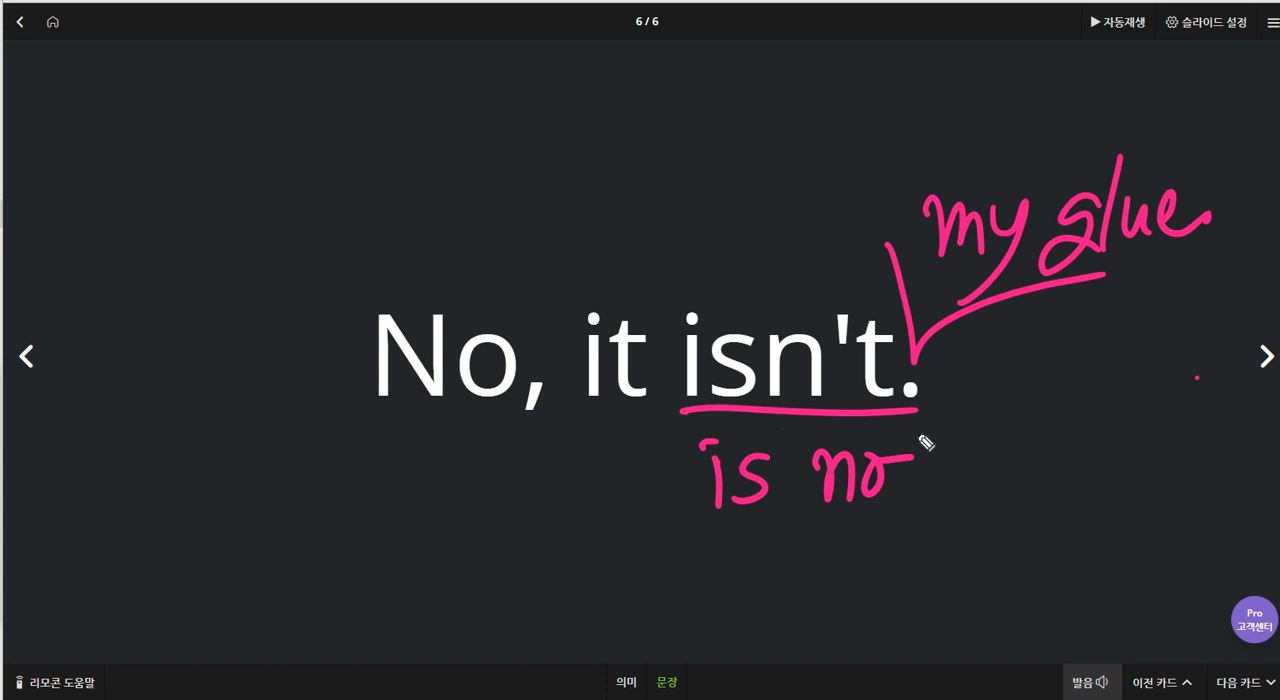 6 / 6
자동재생
슬라이드 설정
my glue
No, it isn't.
is no
Pro
고객센터
리모콘 도움말
의미
문장
발음
이전 카드
다음 카드